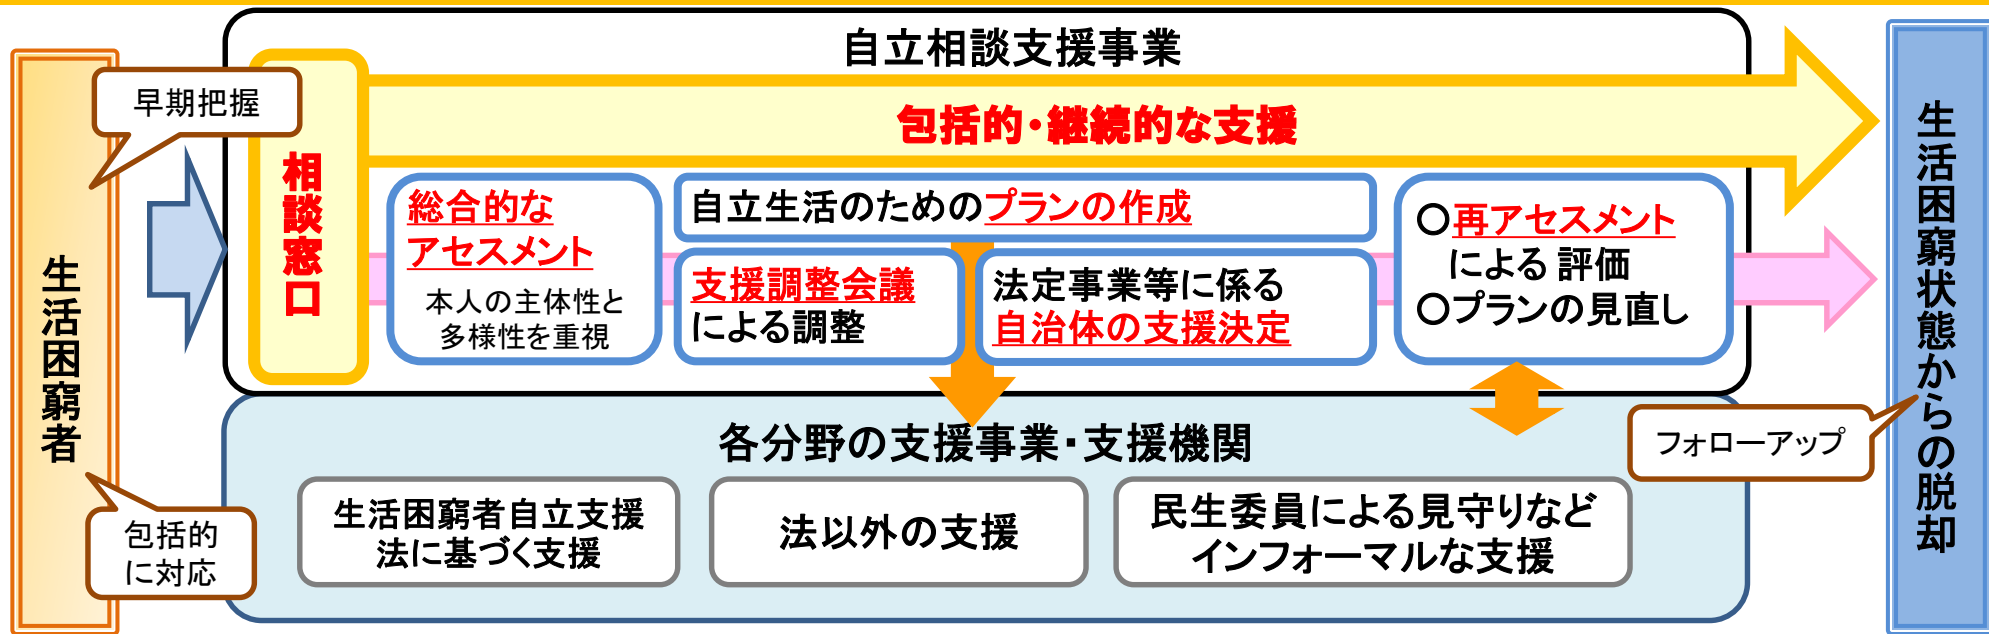 自立相談支援事業
早期把握
包括的・継続的な支援
生活困窮者
相談窓口
総合的な
アセスメント
本人の主体性と
多様性を重視
自立生活のためのプランの作成
支援調整会議
による調整
法定事業等に係る
自治体の支援決定
〇再アセスメント
による 評価
〇プランの見直し
生活困窮状態からの脱却
フォローアップ
各分野の支援事業・支援機関
包括的
に対応
生活困窮者自立支援
法に基づく支援
法以外の支援
民生委員による見守りなど
インフォーマルな支援